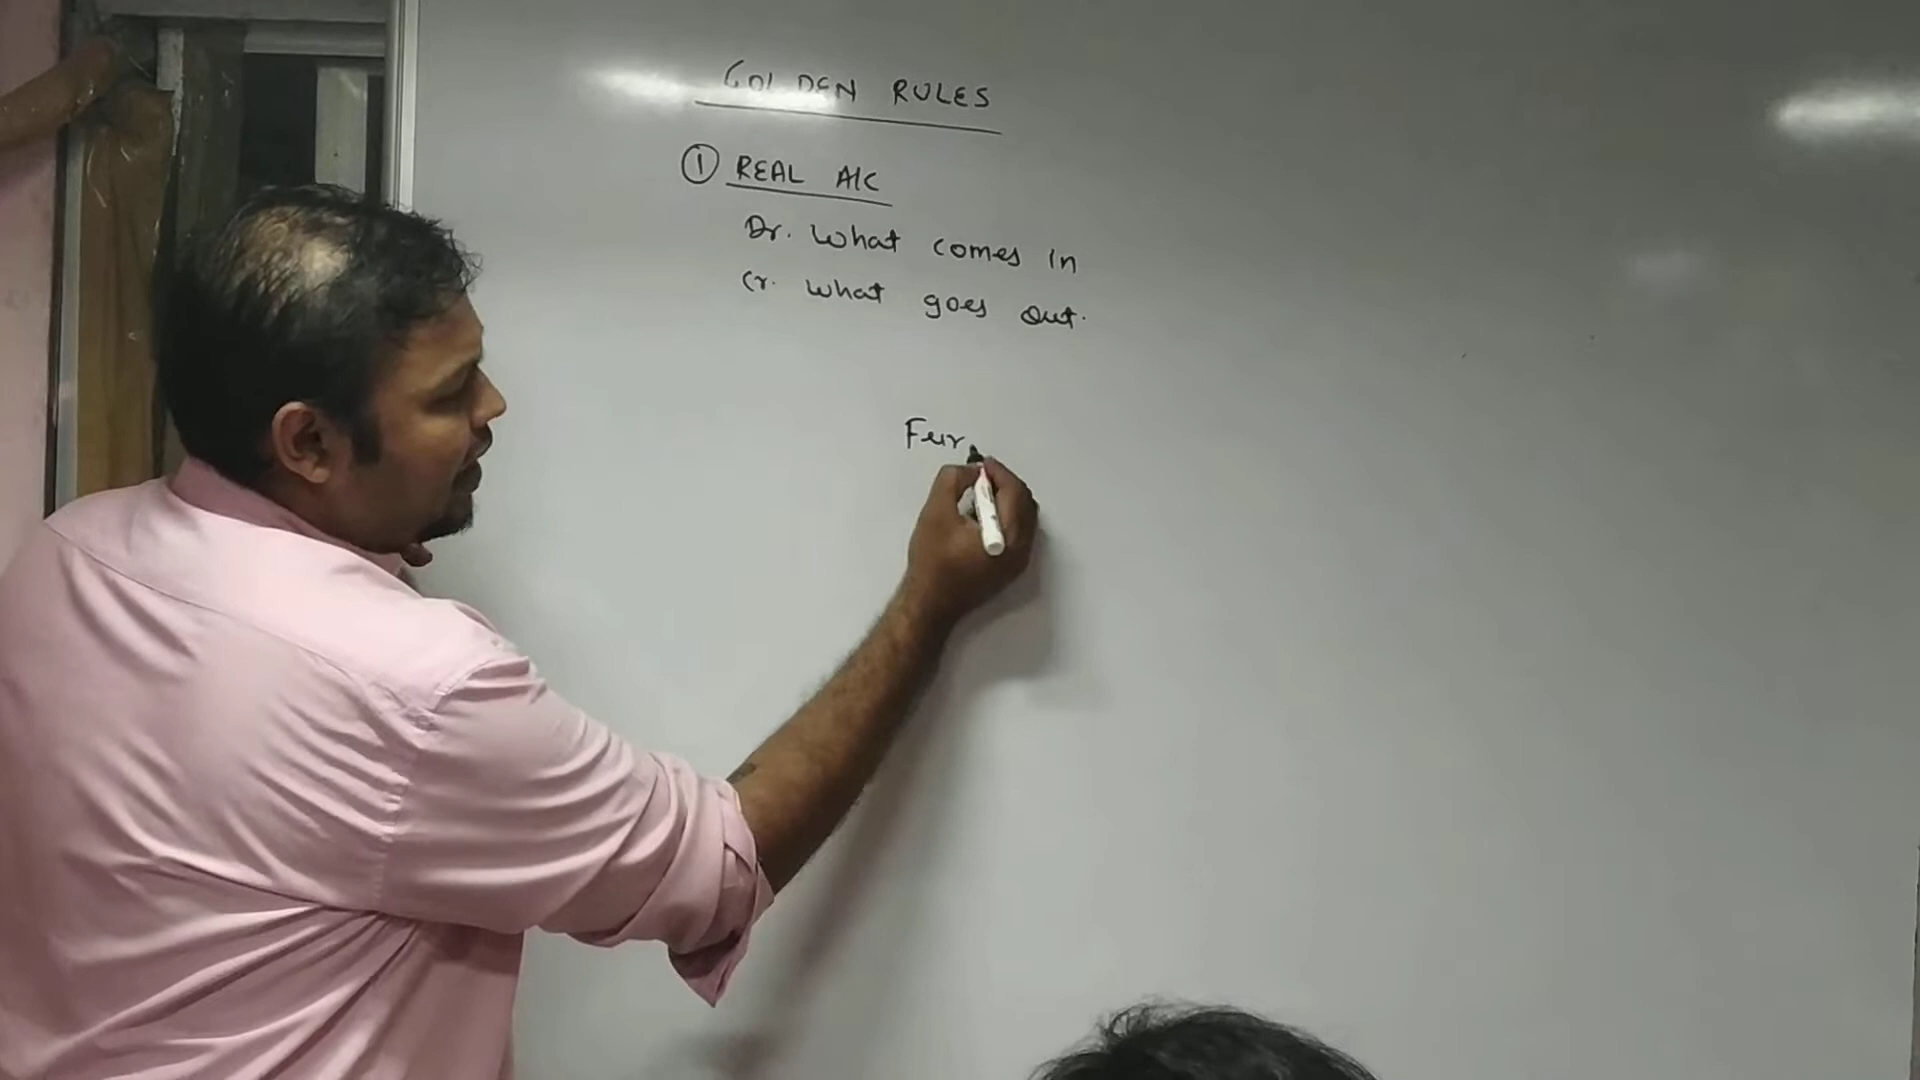 GOLDEN RULES
① REAL A/C
Dr. What comes in
Cr. What goes out.
Fur